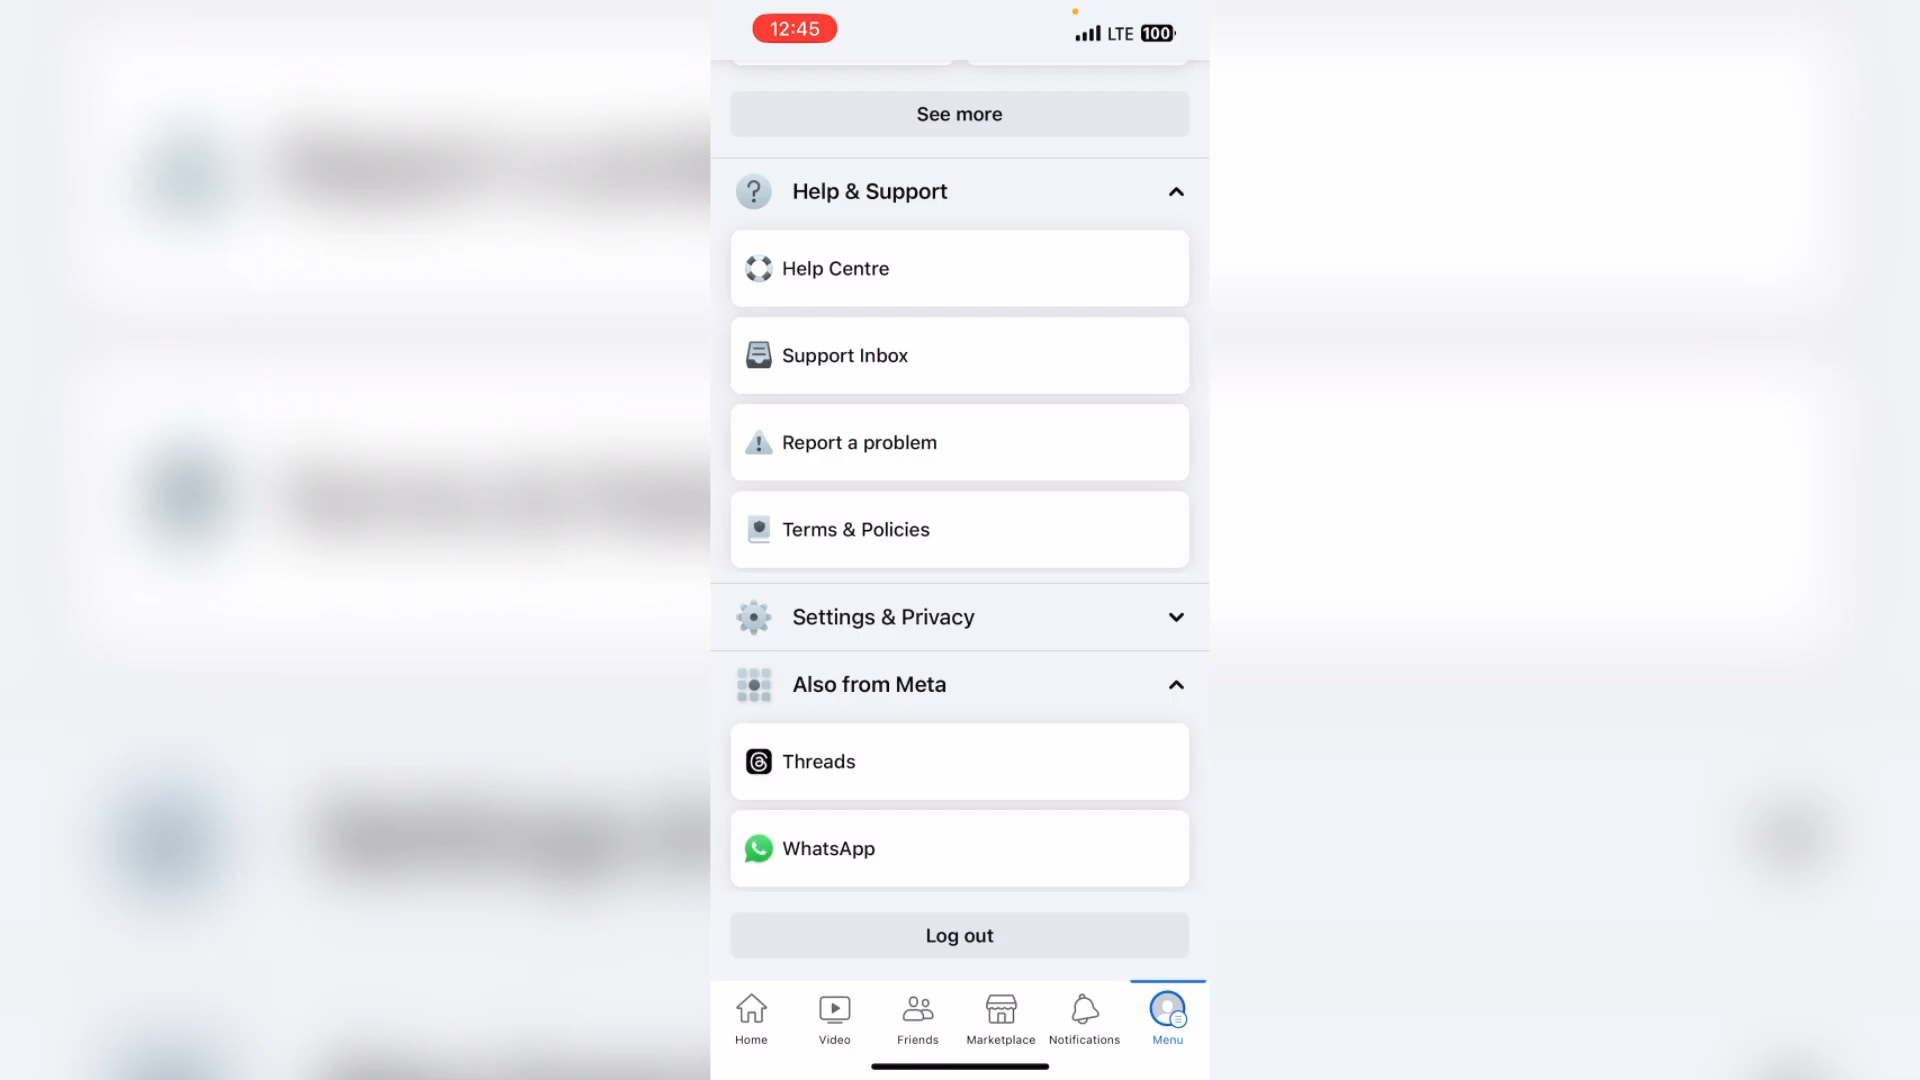 12:45
LTE 100
See more
Help & Support
Help Centre
Support Inbox
Report a problem
Terms & Policies
Settings & Privacy
Also from Meta
Threads
WhatsApp
Log out
Home Video Friends Marketplace Notifications Menu